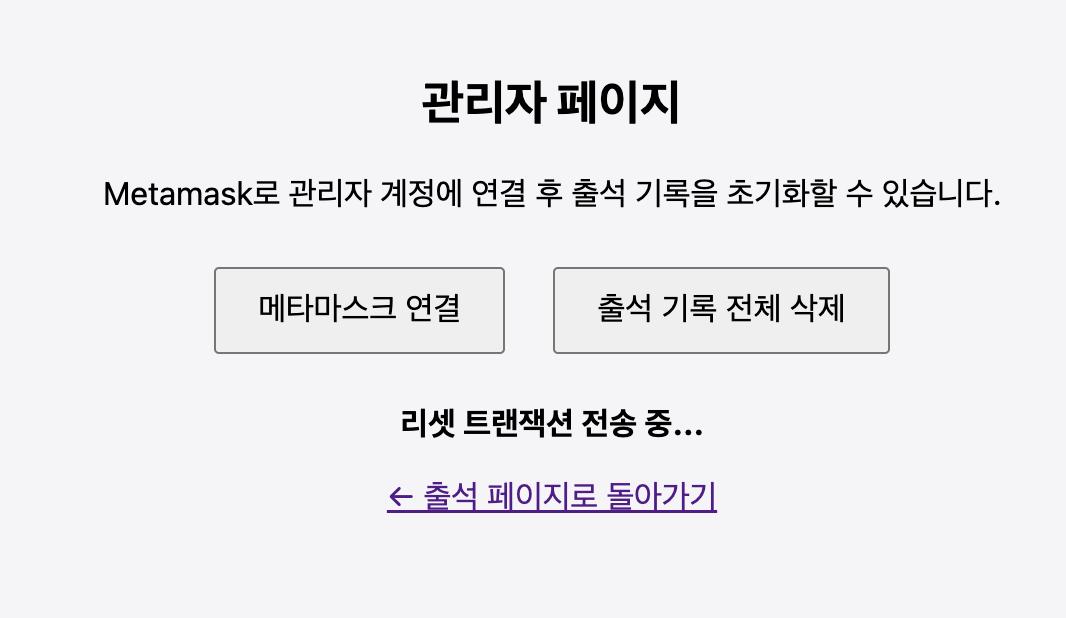 관리자 페이지
Metamask로 관리자 계정에 연결 후 출석 기록을 초기화할 수 있습니다.
메타마스크 연결
출석 기록 전체 삭제
리셋 트랜잭션 전송 중...
← 출석 페이지로 돌아가기